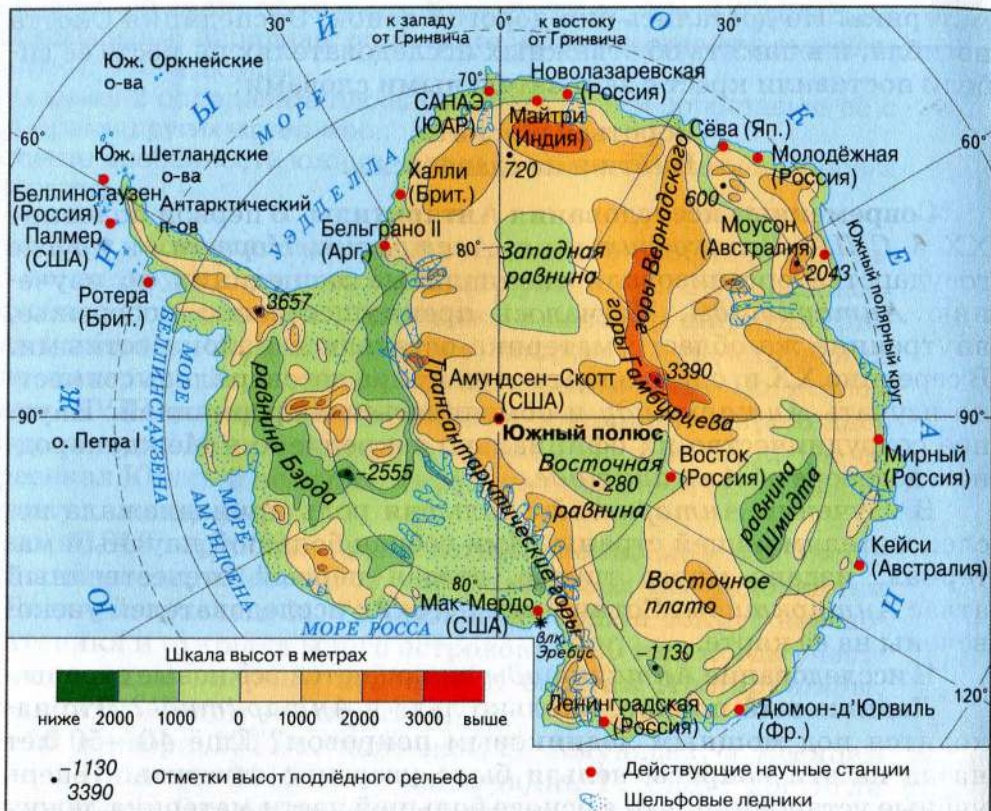 30°
к западу
от Гринвича
0°
к востоку
от Гринвича
30°
Юж. Оркнейские
о-ва
Ю Ж Н Ы Й
О К Е А Н
70°
САНАЭ
(ЮАР)
Новолазаревская
(Россия)
Майтри
(Индия)
720
Сёва (Яп.)
60°
60°
Молодёжная
(Россия)
600
МОРЕ УЭДДЕЛЛА
Юж. Шетландские
о-ва
Беллинсгаузен
(Россия)
Халли
(Брит.)
Антарктический
п-ов
Палмер
(США)
Бельграно II
(Арг.)
80°
Западная
равнина
горы Вернадского
Моусон
(Австралия)
2043
Южный полярный круг
Ротера
(Брит.)
3657
горы Гамбурцева
3390
МОРЕ БЕЛЛИНСГАУЗЕНА
равнина Бэрда
Трансантарктические горы
Амундсен-Скотт
(США)
Южный полюс
90°
90°
о. Петра I
-2555
Восточная
280
равнина
Восток
(Россия)
Мирный
(Россия)
равнина
Шмидта
МОРЕ
АМУНДСЕНА
Кейси
(Австралия)
80°
Мак-Мердо
(США)
Восточное
плато
МОРЕ РОССА
влк.
Эребус
-1130
120°
Ленинградская
(Россия)
Дюмон-д'Юрвиль
(Фр.)
Шкала высот в метрах
ниже 2000 1000 0 1000 2000 3000 выше
-1130
3390
Отметки высот подлёдного рельефа
Действующие научные станции
Шельфовые ледники